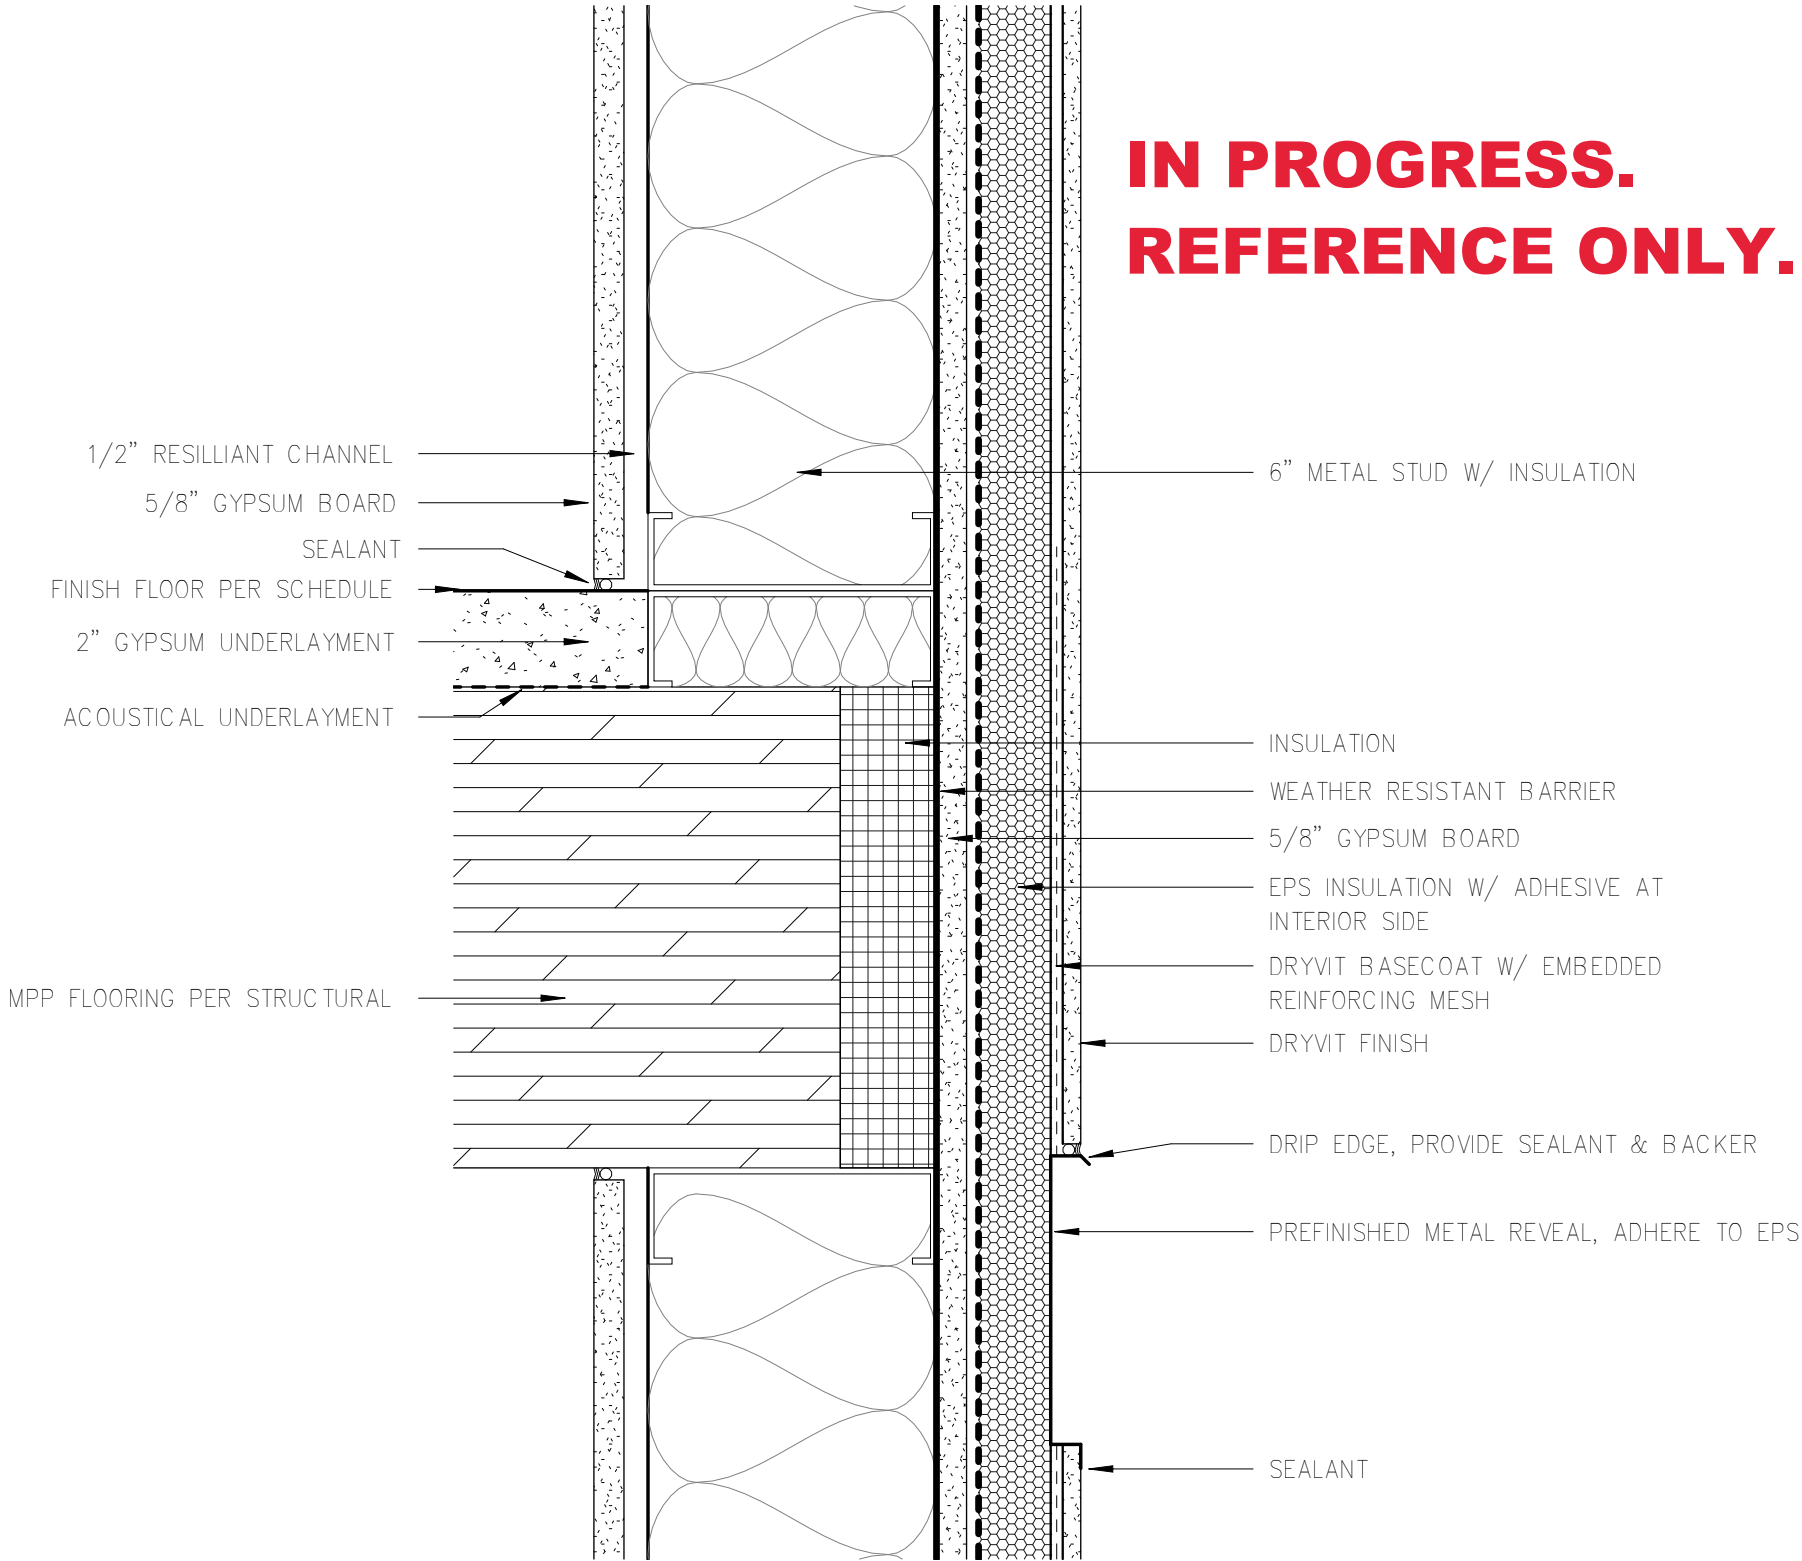 IN PROGRESS.
REFERENCE ONLY.
1/2” RESILLIANT CHANNEL
5/8” GYPSUM BOARD
SEALANT
FINISH FLOOR PER SCHEDULE
2” GYPSUM UNDERLAYMENT
ACOUSTICAL UNDERLAYMENT
MPP FLOORING PER STRUCTURAL
6” METAL STUD W/ INSULATION
INSULATION
WEATHER RESISTANT BARRIER
5/8” GYPSUM BOARD
EPS INSULATION W/ ADHESIVE AT
INTERIOR SIDE
DRYVIT BASECOAT W/ EMBEDDED
REINFORCING MESH
DRYVIT FINISH
DRIP EDGE, PROVIDE SEALANT & BACKER
PREFINISHED METAL REVEAL, ADHERE TO EPS
SEALANT